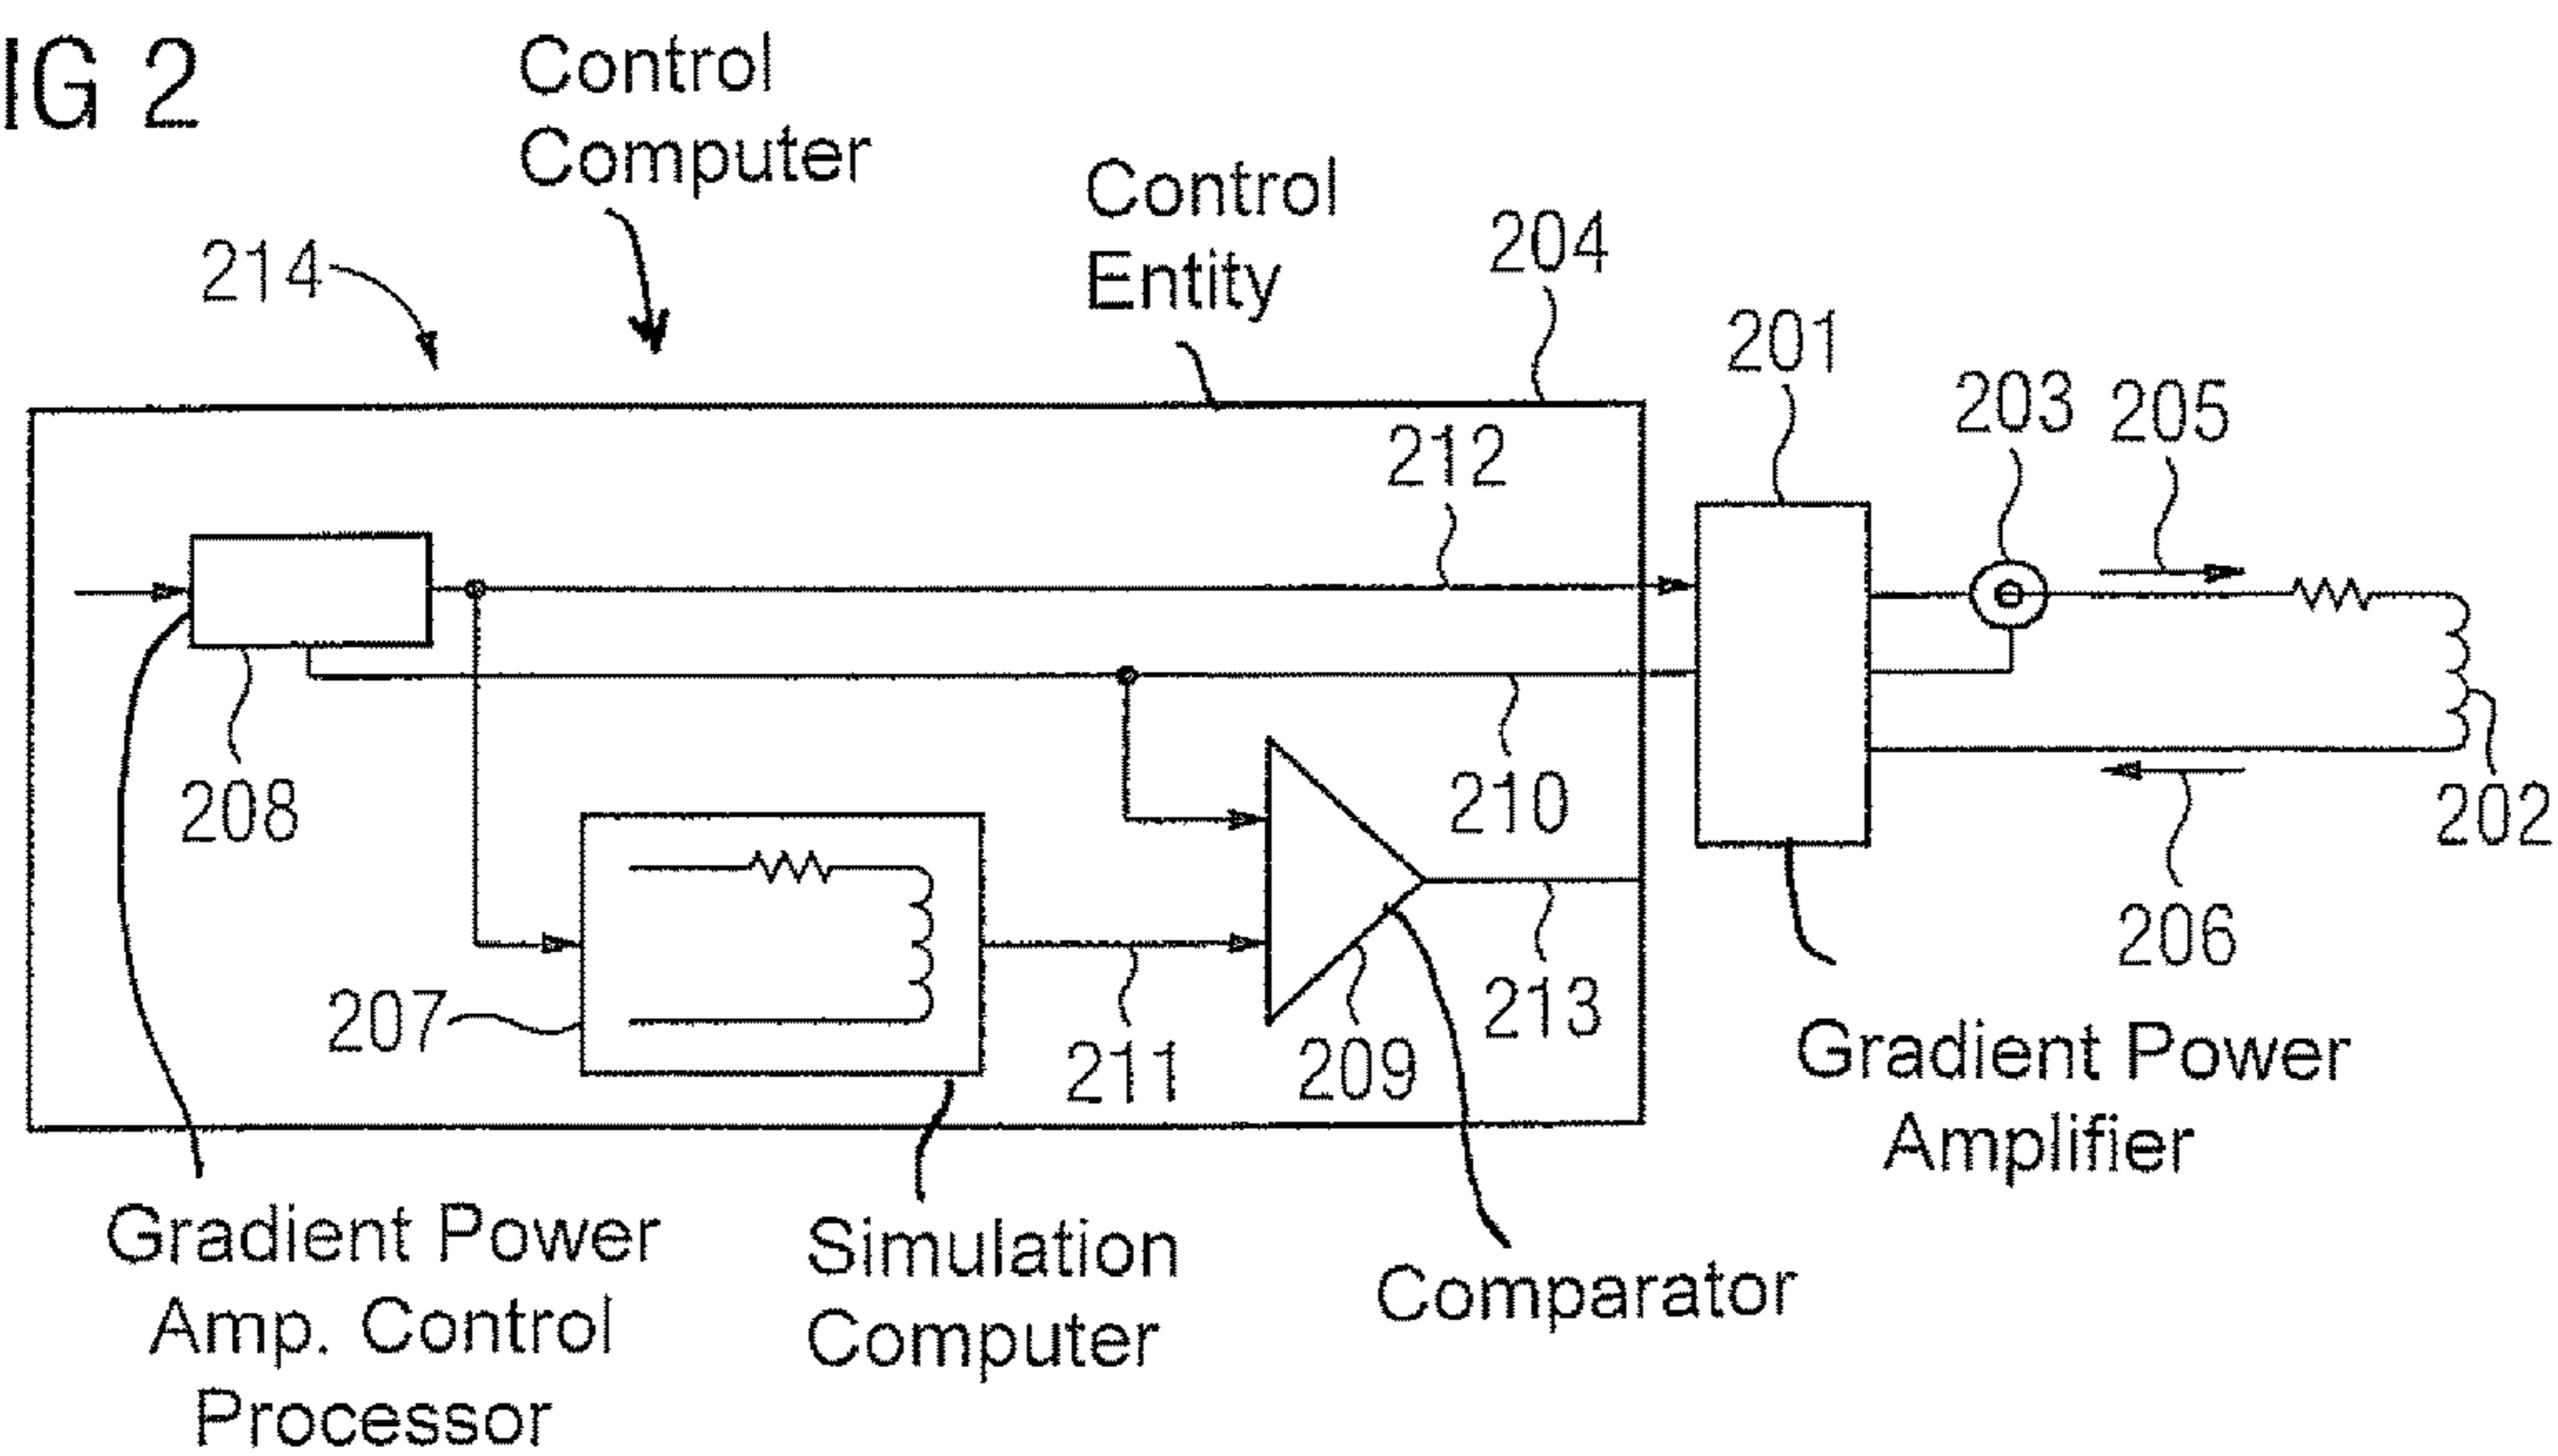 IG 2
Control
Computer
Control
Entity
204
214
201
203
205
212
208
210
202
206
207
211
209
213
Gradient Power
Amplifier
Gradient Power
Amp. Control
Processor
Simulation
Computer
Comparator